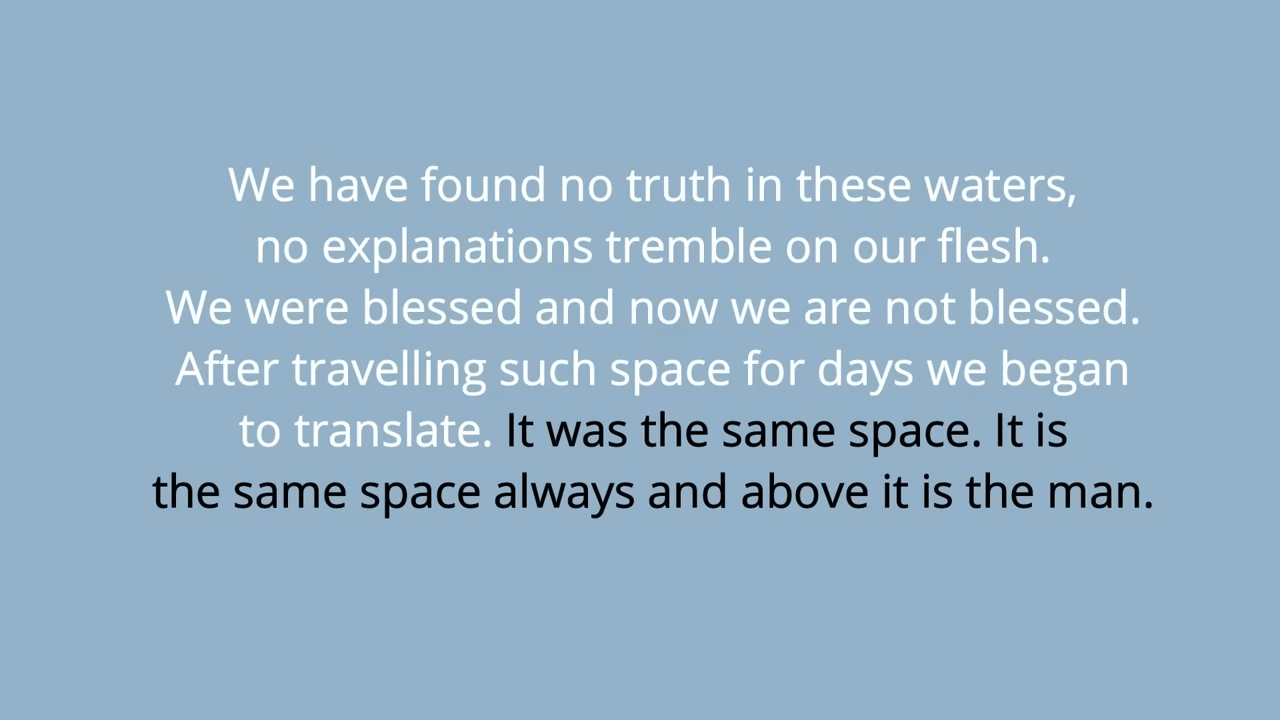 We have found no truth in these waters,
no explanations tremble on our flesh.
We were blessed and now we are not blessed.
After travelling such space for days we began
to translate. It was the same space. It is
the same space always and above it is the man.